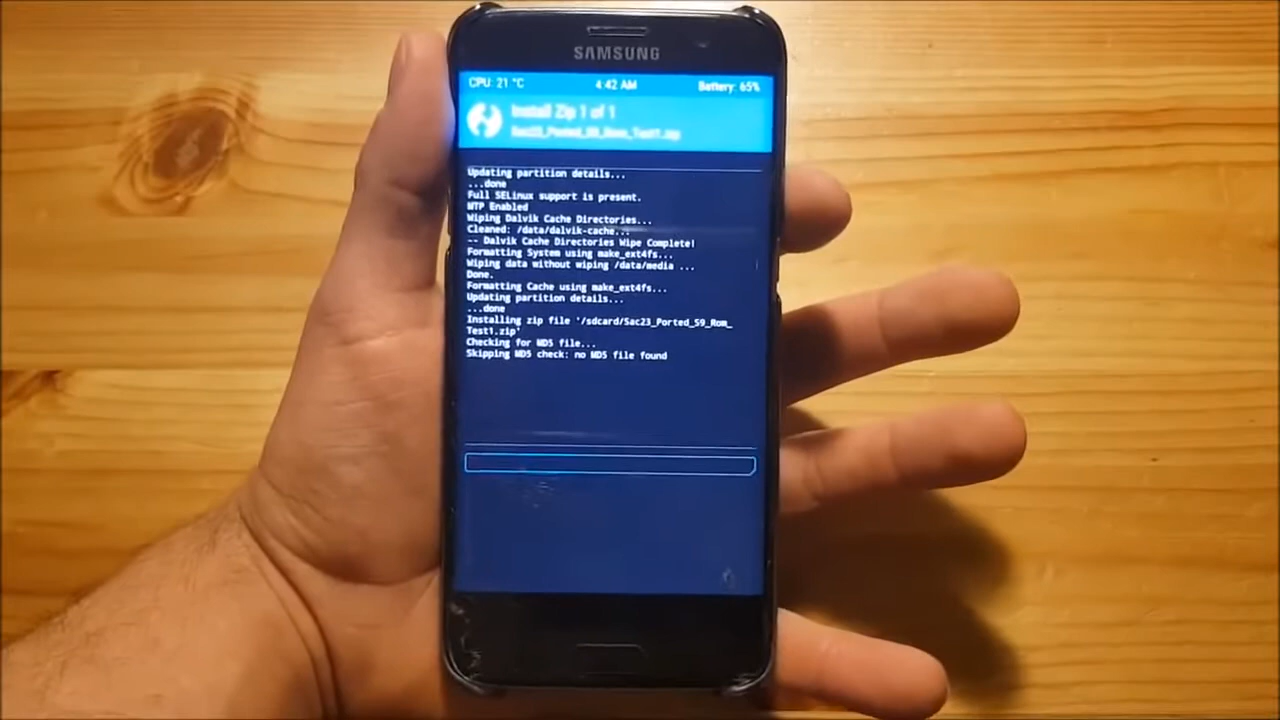 SAMSUNG
CPU: 21 °C 4:42 AM Battery: 65%
Install Zip 1 of 1
Sac23_Ported_S9_Rom_Test1.zip
Updating partition details...
...done
Full SELinux support is present.
MTP Enabled
Wiping Dalvik Cache Directories...
Cleaned: /data/dalvik-cache...
-- Dalvik Cache Directories Wipe Complete!
Formatting System using make_ext4fs...
Wiping data without wiping /data/media ...
Done.
Formatting Cache using make_ext4fs...
Updating partition details...
...done
Installing zip file '/sdcard/Sac23_Ported_S9_Rom_
Test1.zip'
Checking for MD5 file...
Skipping MD5 check: no MD5 file found